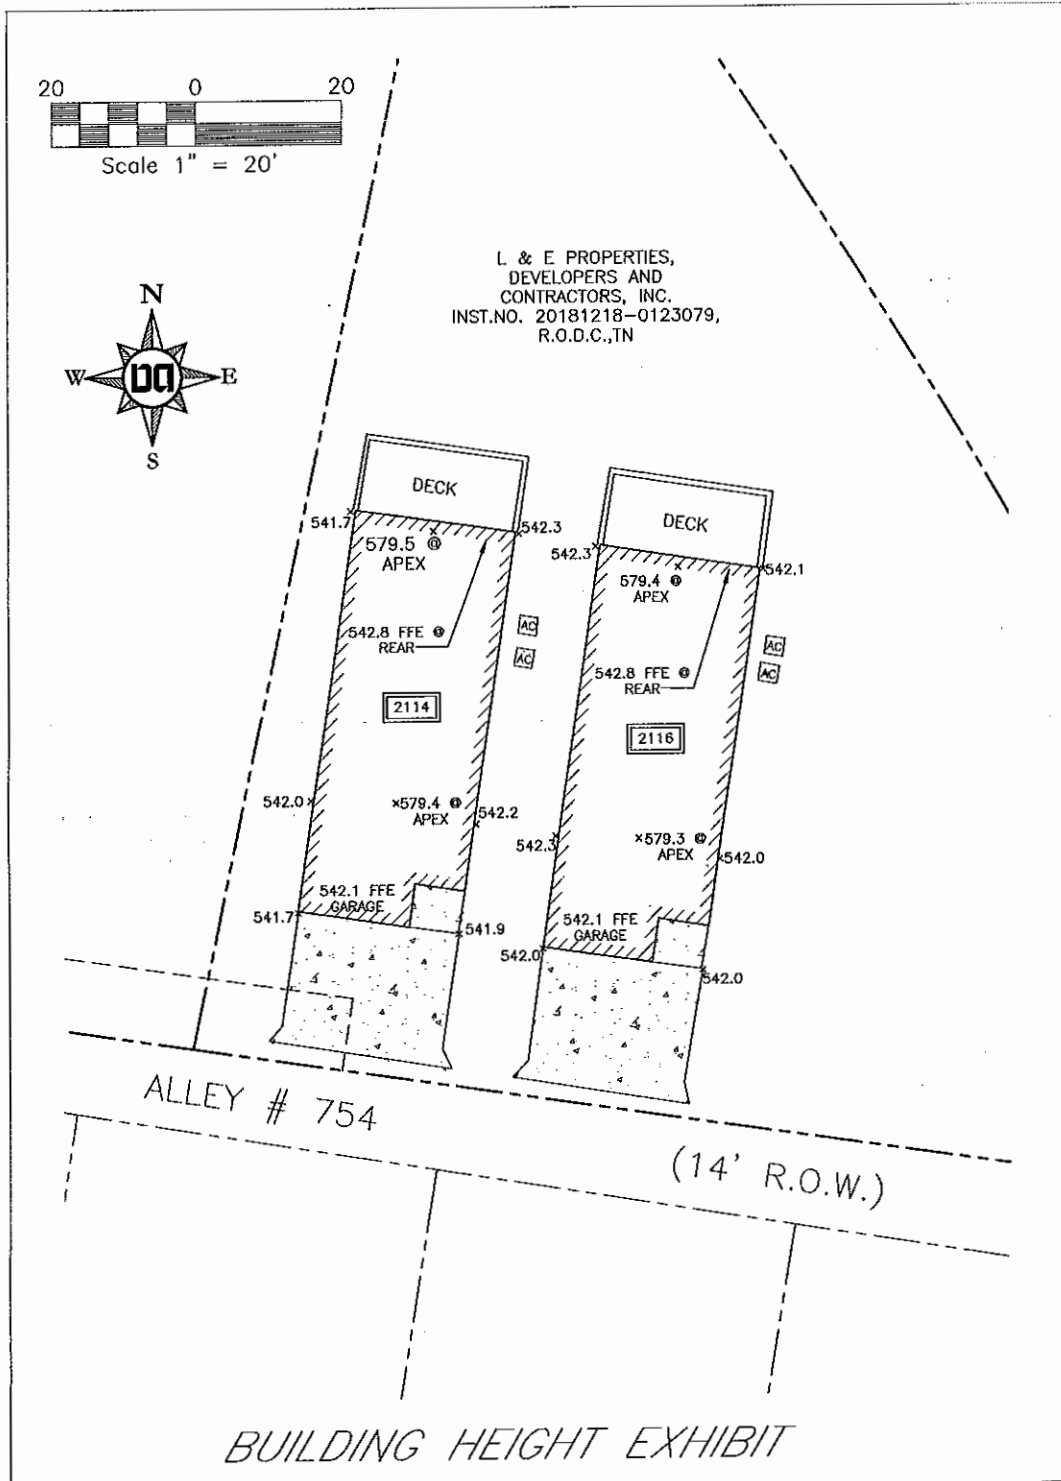 20 0 20
Scale 1" = 20'
L & E PROPERTIES,
DEVELOPERS AND
CONTRACTORS, INC.
INST.NO. 20181218-0123079,
R.O.D.C.,TN
N
W E
S
DECK
541.7
542.3
579.5 @
APEX
542.8 FFE @
REAR
AC
AC
2114
542.0
579.4 @
APEX
542.2
542.1 FFE
GARAGE
541.7
541.9
DECK
542.3
542.1
579.4 @
APEX
542.8 FFE @
REAR
AC
AC
2116
542.3
579.3 @
APEX
542.0
542.1 FFE
GARAGE
542.0
542.0
ALLEY # 754
(14' R.O.W.)
BUILDING HEIGHT EXHIBIT